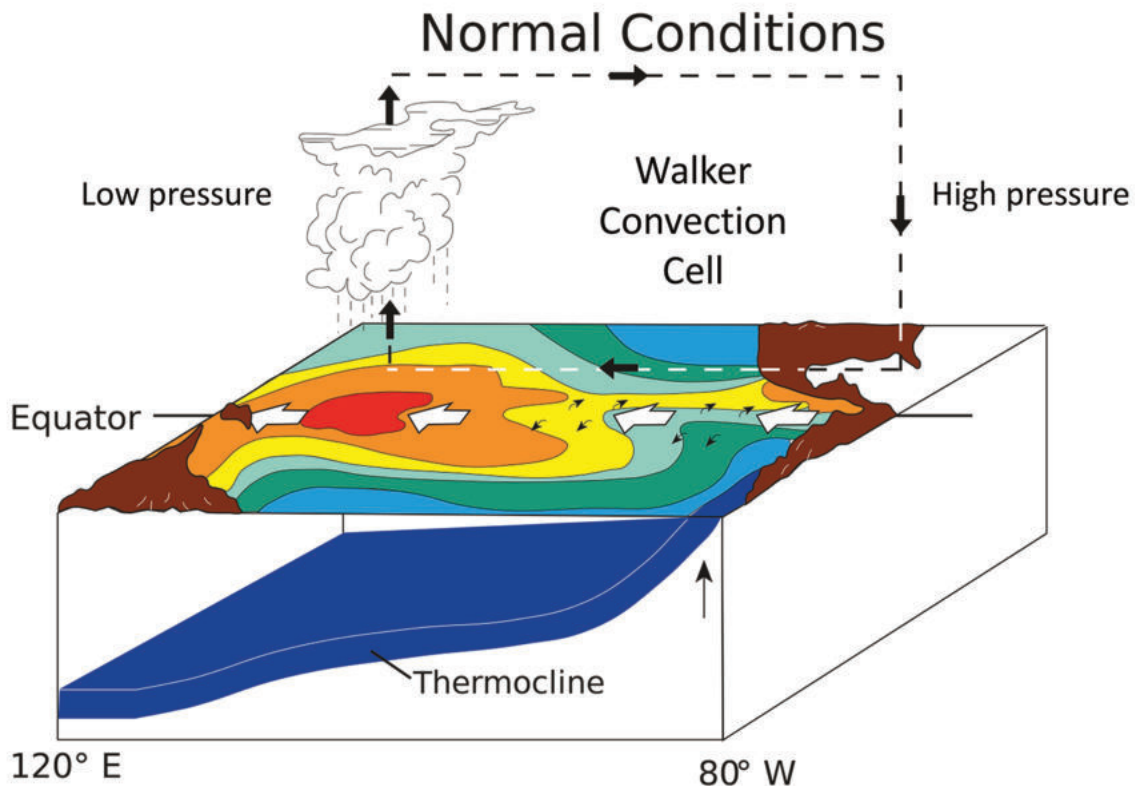 Normal Conditions
Low pressure
Walker
Convection
Cell
High pressure
Equator
Thermocline
120° E
80° W